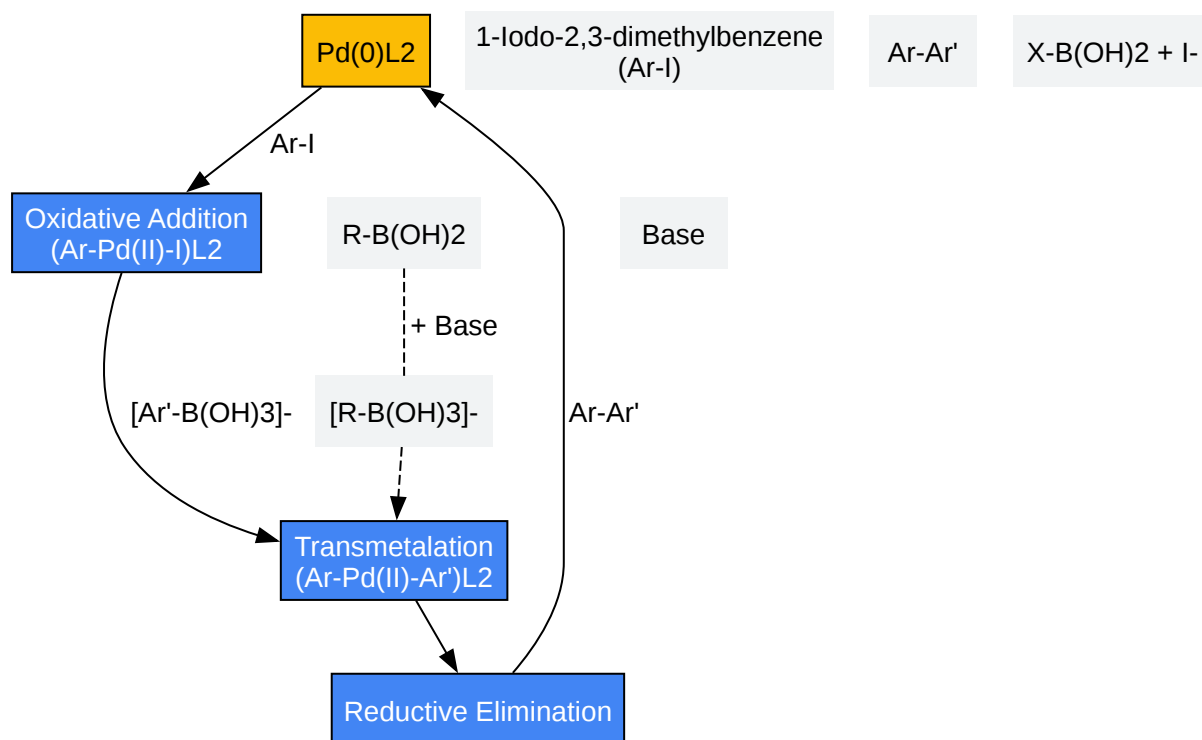 Pd(0)L2
1-Iodo-2,3-dimethylbenzene
(Ar-I)
Ar-Ar'
X-B(OH)2 + I-
Ar-I
Oxidative Addition
(Ar-Pd(II)-I)L2
R-B(OH)2
Base
+ Base
[Ar'-B(OH)3]-
[R-B(OH)3]-
Ar-Ar'
Transmetalation
(Ar-Pd(II)-Ar')L2
Reductive Elimination